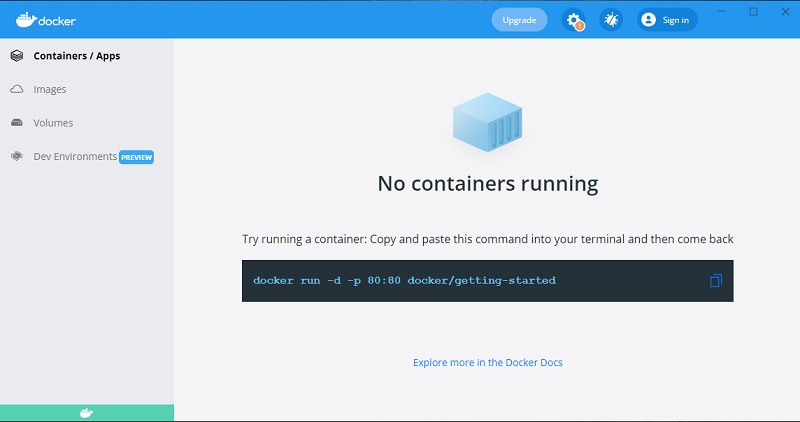 docker
Upgrade
!
Sign in
Containers / Apps
Images
Volumes
Dev Environments PREVIEW
No containers running
Try running a container: Copy and paste this command into your terminal and then come back
docker run -d -p 80:80 docker/getting-started
Explore more in the Docker Docs